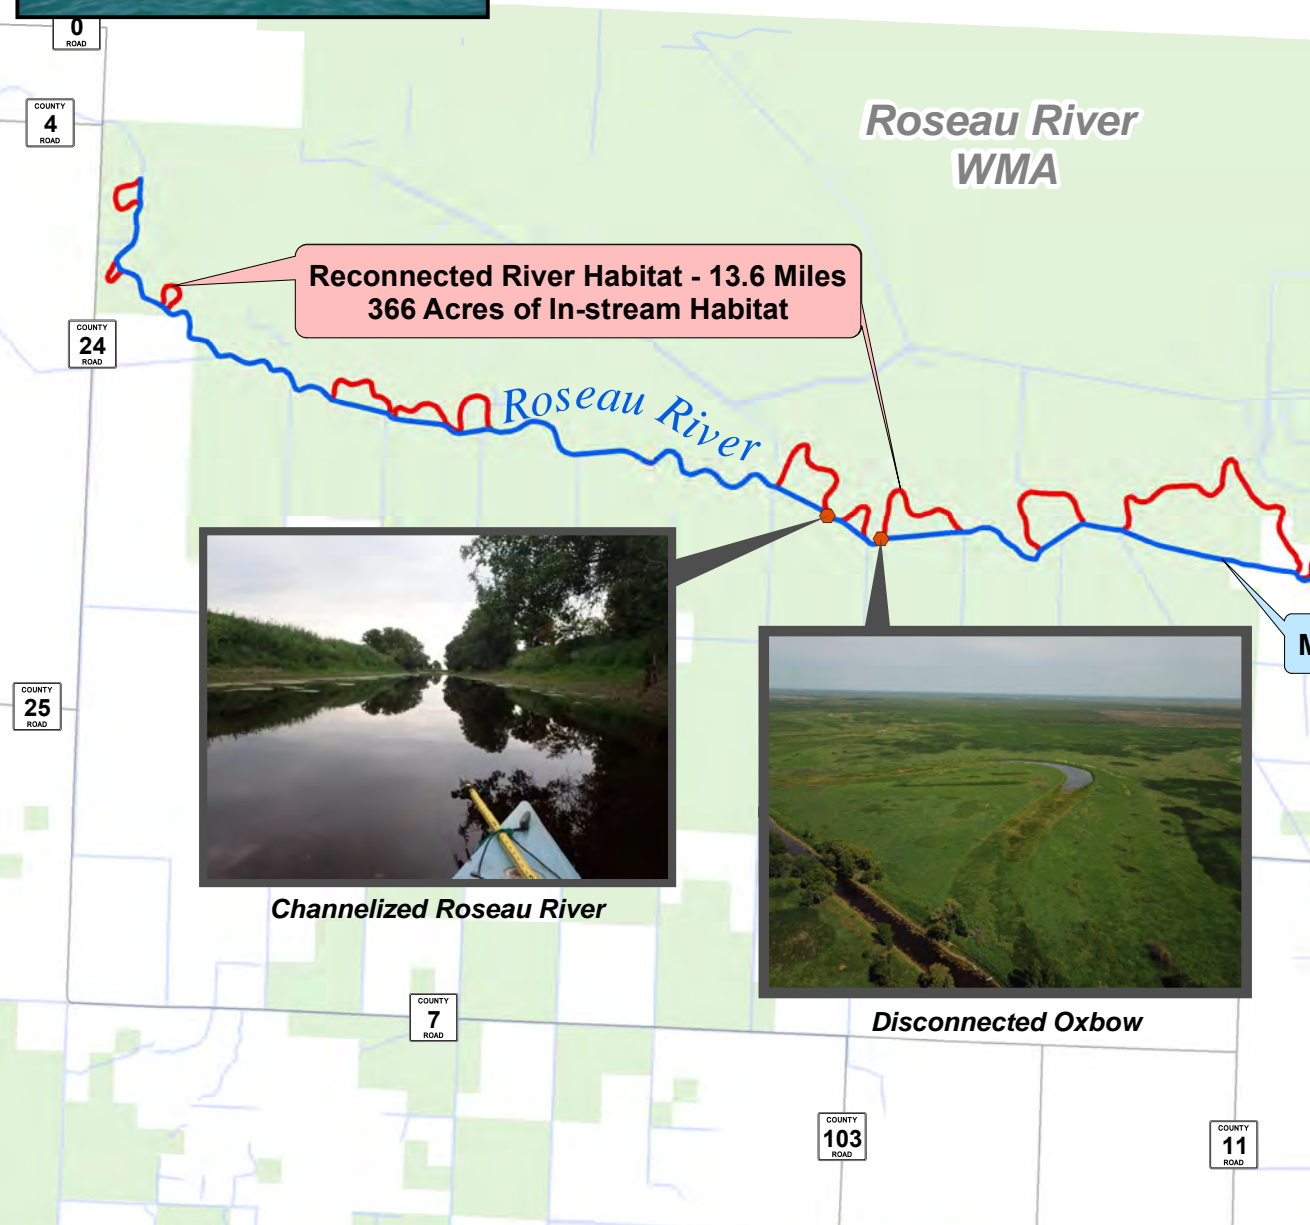 0
ROAD
COUNTY
4
ROAD
Roseau River
WMA
Reconnected River Habitat - 13.6 Miles
366 Acres of In-stream Habitat
COUNTY
24
ROAD
Roseau River
M
COUNTY
25
ROAD
Channelized Roseau River
Disconnected Oxbow
COUNTY
7
ROAD
COUNTY
103
ROAD
COUNTY
11
ROAD